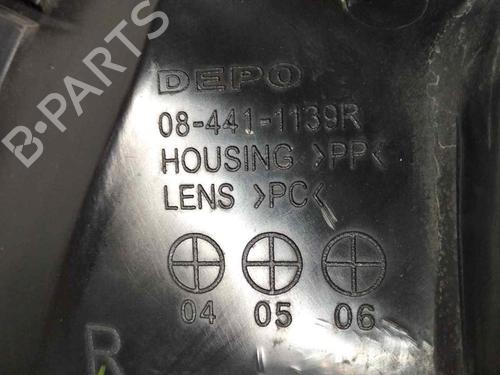 B-PARTS
DEPO
08-441-1139R
HOUSING >PP<
LENS >PC<
04 05 06
R